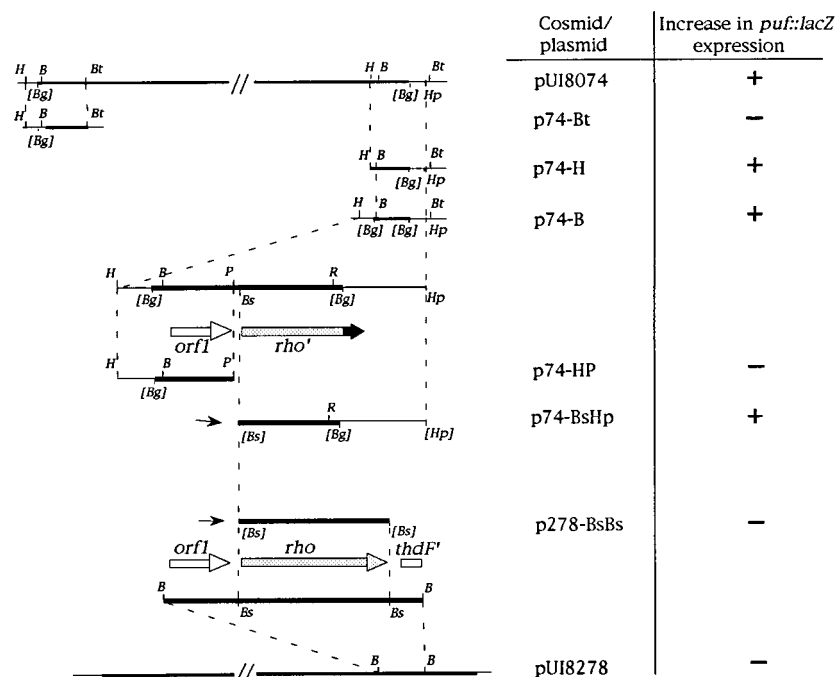 Cosmid/ plasmid Increase in puf::lacZ expression
H B Bt H B Bt pUI8074 +
[Bg] [Bg] Hp
H B Bt p74-Bt −
[Bg]
H B Bt p74-H +
[Bg] Hp
H B Bt p74-B +
[Bg] [Bg] Hp
H B P R
[Bg] Bs [Bg] Hp
orf1 rho'
H B P p74-HP −
[Bg]
R p74-BsHp +
[Bs] [Bg] [Hp]
p278-BsBs −
[Bs] [Bs]
orf1 rho thdF'
B B
Bs Bs
B B pUI8278 −